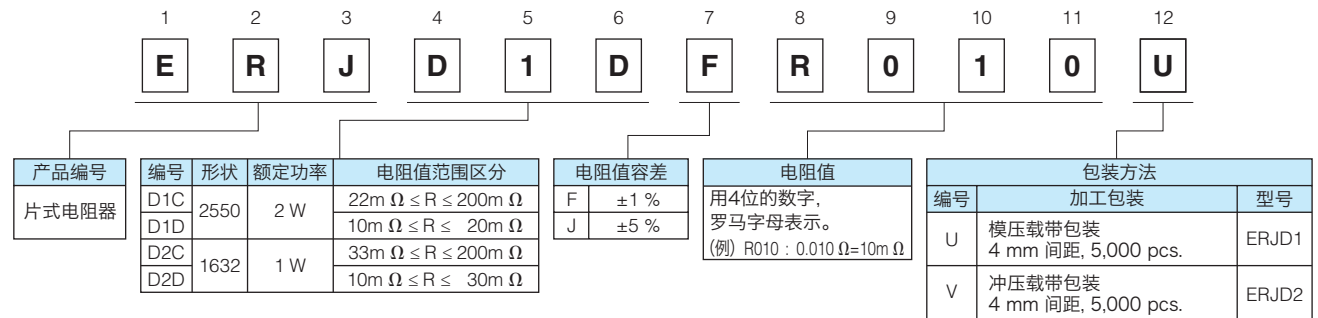 1 2 3 4 5 6 7 8 9 10 11 12
E R J D 1 D F R 0 1 0 U
产品编号
片式电阻器
编号 形状 额定功率 电阻值范围区分
D1C 2550 2 W 22m Ω ≤ R ≤ 200m Ω
D1D 10m Ω ≤ R ≤ 20m Ω
D2C 1632 1 W 33m Ω ≤ R ≤ 200m Ω
D2D 10m Ω ≤ R ≤ 30m Ω
电阻值容差
F ±1 %
J ±5 %
电阻值
用4位的数字,
罗马字母表示。
(例) R010 : 0.010 Ω=10m Ω
包装方法
编号 加工包装 型号
U 模压载带包装 ERJD1
4 mm 间距, 5,000 pcs.
V 冲压载带包装 ERJD2
4 mm 间距, 5,000 pcs.